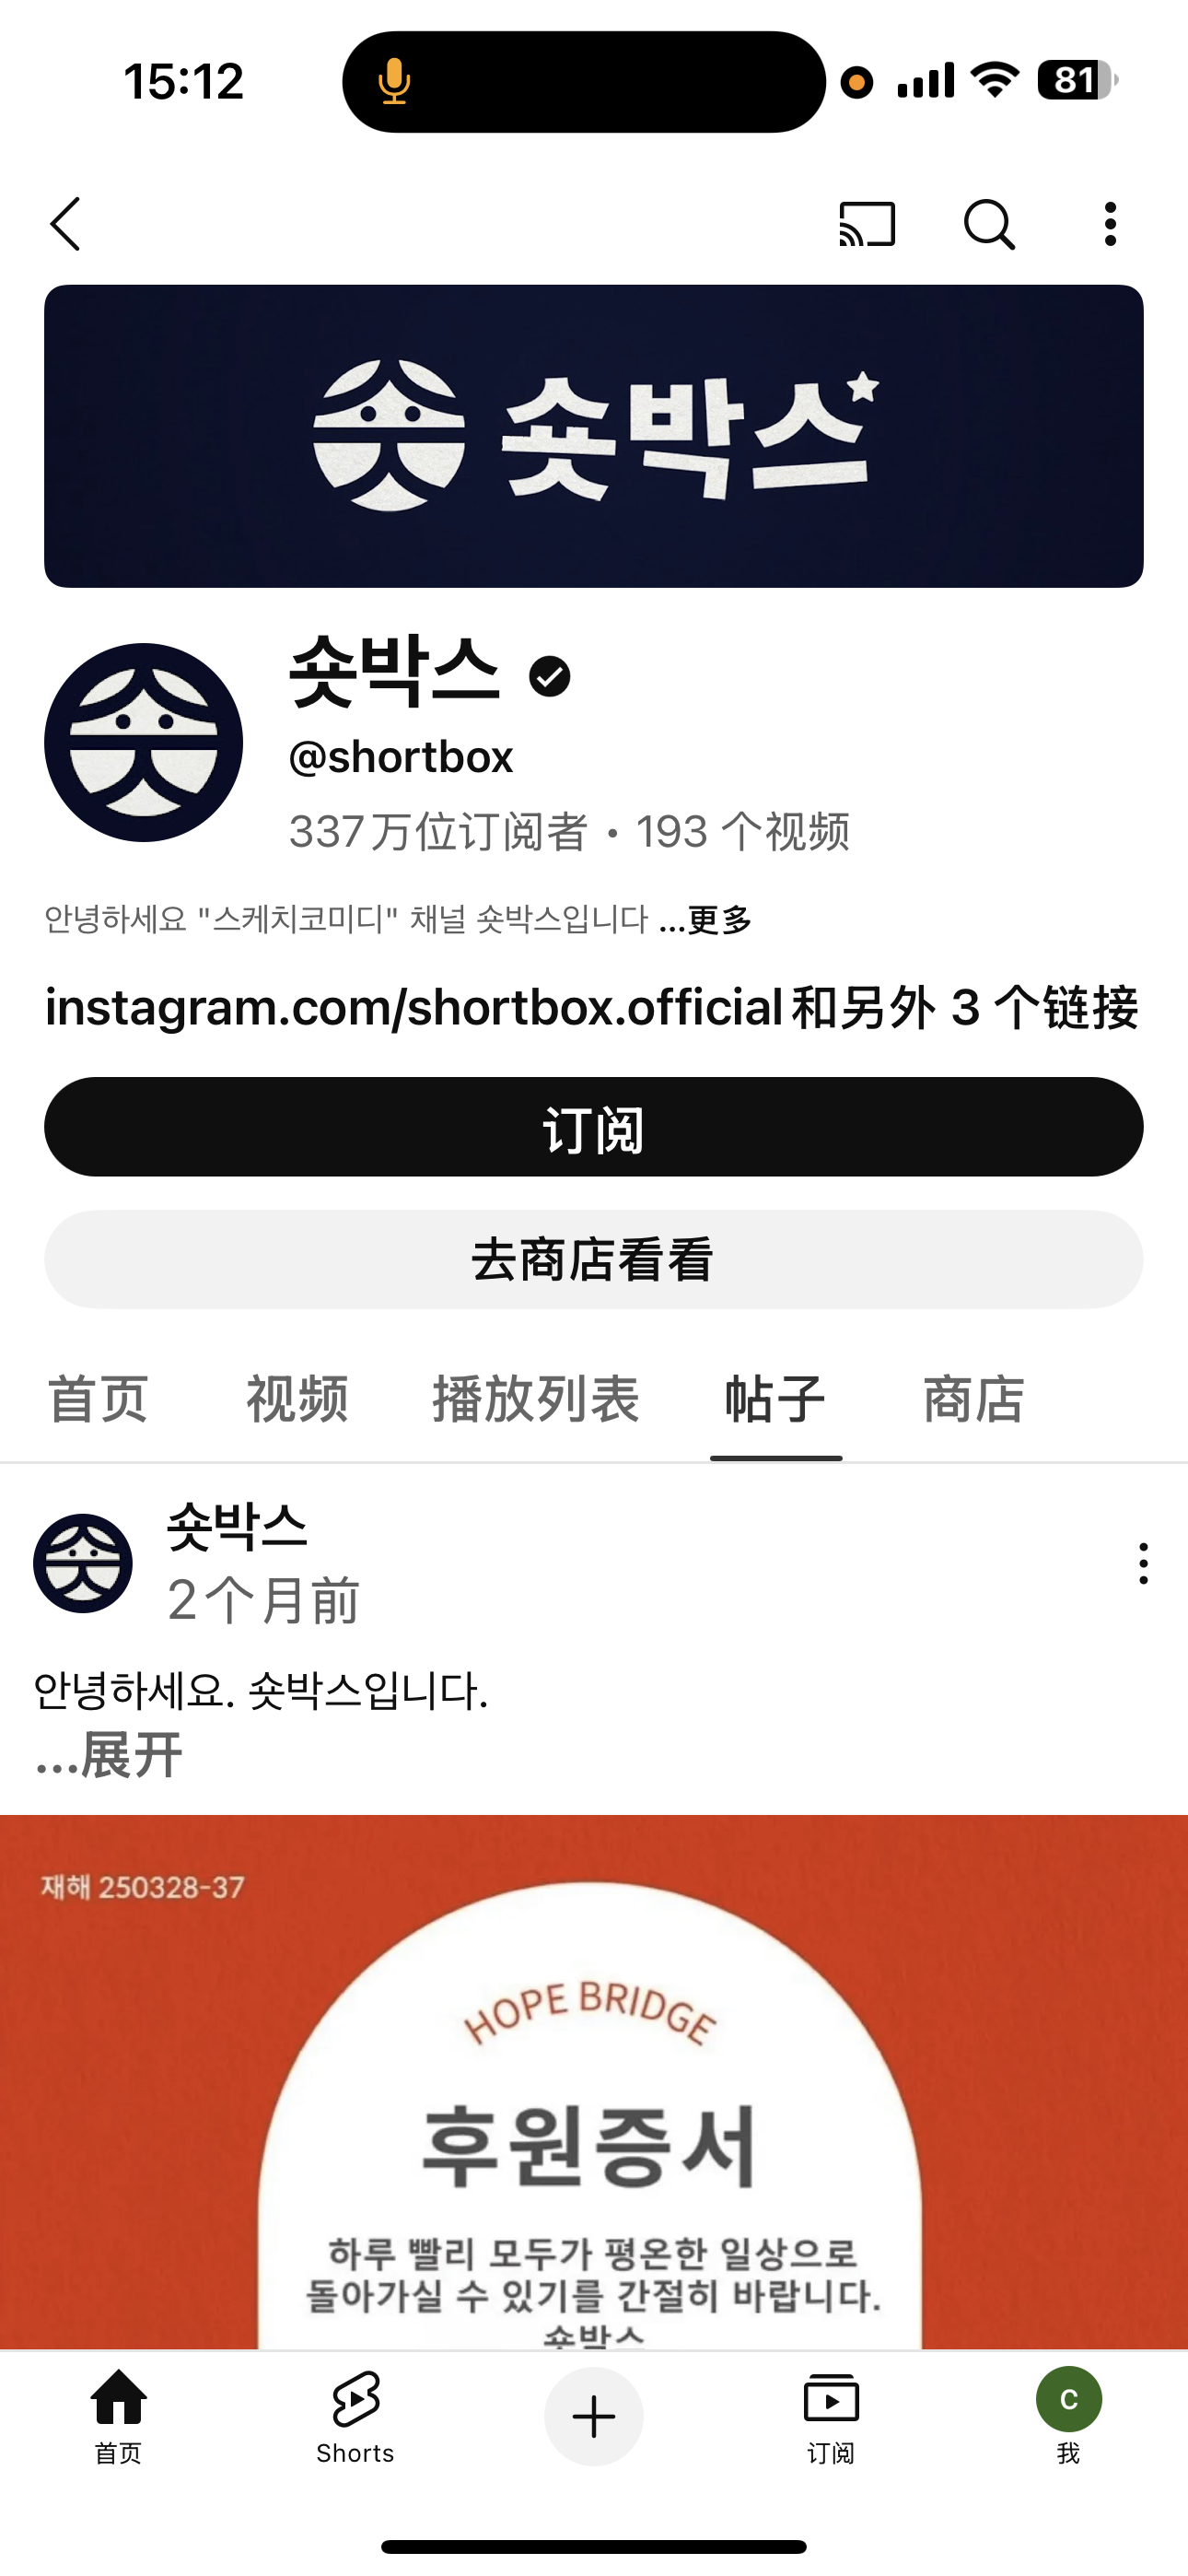 15:12
81
숏박스
숏박스
@shortbox
337万位订阅者 • 193 个视频
안녕하세요 "스케치코미디" 채널 숏박스입니다 ...更多
instagram.com/shortbox.official 和另外 3 个链接
订阅
去商店看看
首页 视频 播放列表 帖子 商店
숏박스
2个月前
안녕하세요. 숏박스입니다.
...展开
재해 250328-37
HOPE BRIDGE
후원증서
하루 빨리 모두가 평온한 일상으로
돌아가실 수 있기를 간절히 바랍니다.
숏박스
首页 Shorts 订阅 C 我